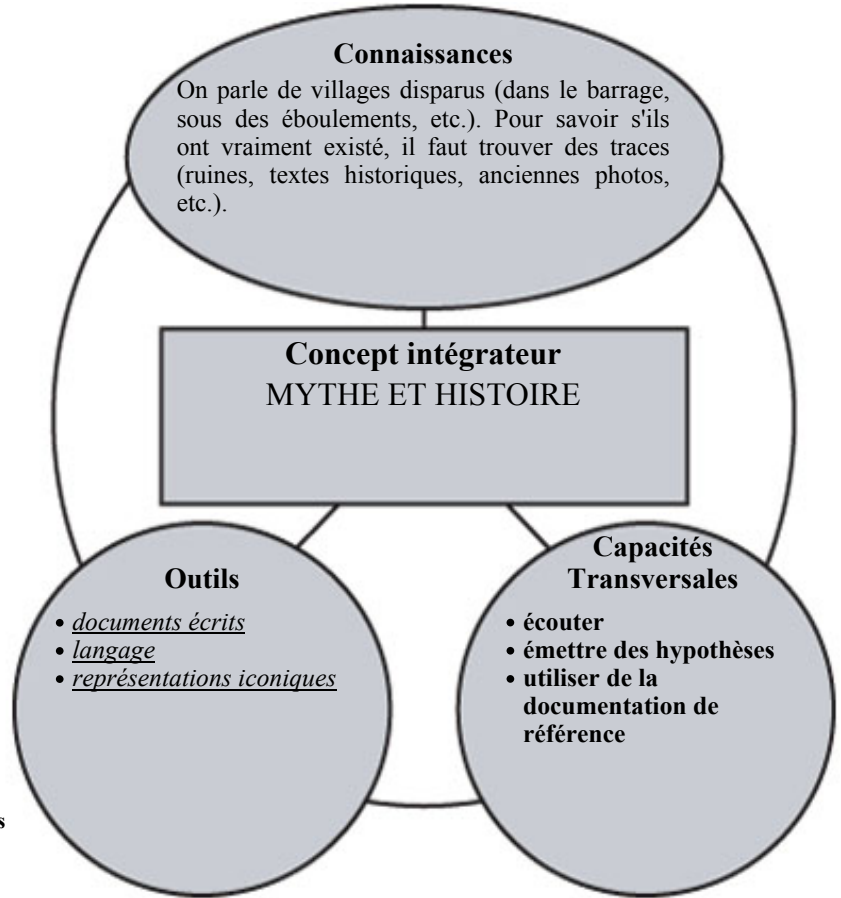 Connaissances
On parle de villages disparus (dans le barrage,
sous des éboulements, etc.). Pour savoir s'ils
ont vraiment existé, il faut trouver des traces
(ruines, textes historiques, anciennes photos,
etc.).
Concept intégrateur
MYTHE ET HISTOIRE
Outils
• documents écrits
• langage
• représentations iconiques
Capacités
Transversales
• écouter
• émettre des hypothèses
• utiliser de la
documentation de
référence